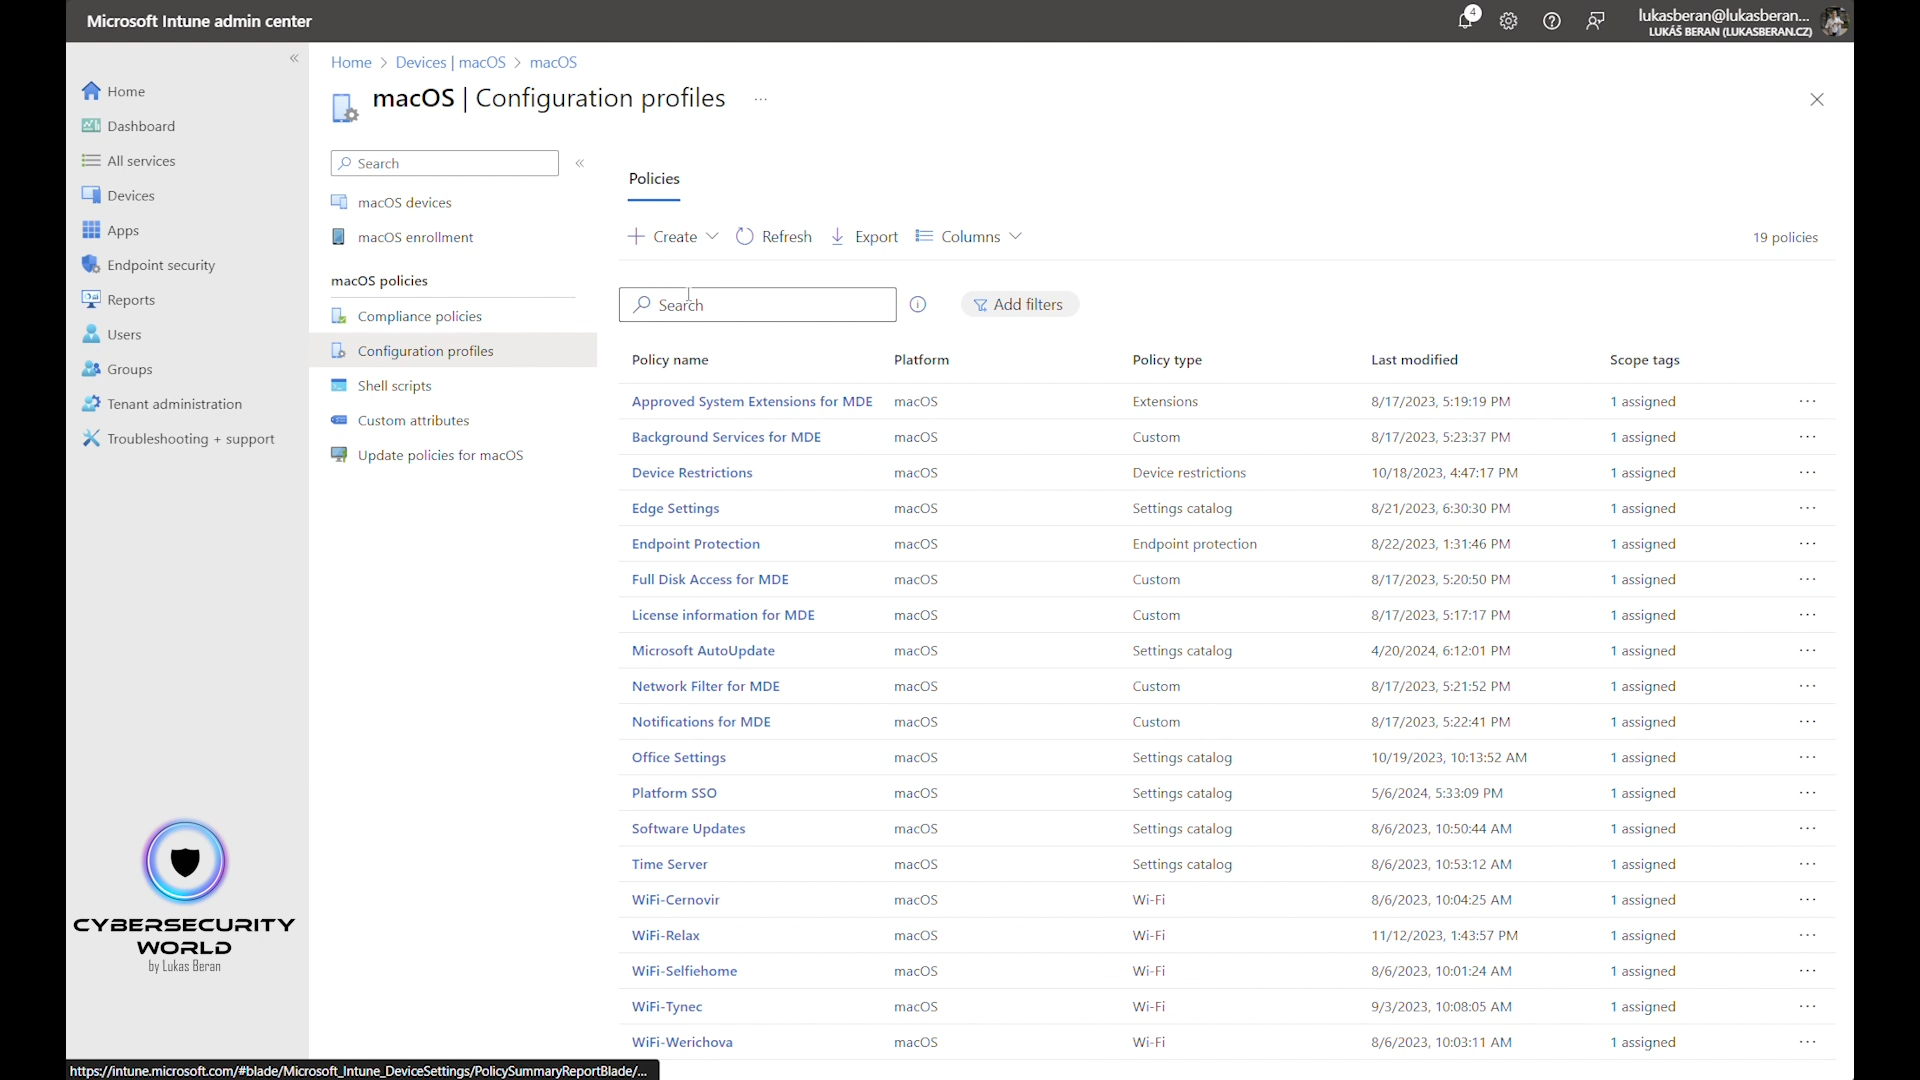 Microsoft Intune admin center
4
lukasberan@lukasberan...
LUKÁŠ BERAN (LUKASBERAN.CZ)
Home
Dashboard
All services
Devices
Apps
Endpoint security
Reports
Users
Groups
Tenant administration
Troubleshooting + support
CYBERSECURITY
WORLD
by Lukas Beran
Home > Devices | macOS > macOS
macOS | Configuration profiles ...
Search
macOS devices
macOS enrollment
macOS policies
Compliance policies
Configuration profiles
Shell scripts
Custom attributes
Update policies for macOS
Policies
Create Refresh Export Columns 19 policies
Search Add filters
Policy name Platform Policy type Last modified Scope tags
Approved System Extensions for MDE macOS Extensions 8/17/2023, 5:19:19 PM 1 assigned ...
Background Services for MDE macOS Custom 8/17/2023, 5:23:37 PM 1 assigned ...
Device Restrictions macOS Device restrictions 10/18/2023, 4:47:17 PM 1 assigned ...
Edge Settings macOS Settings catalog 8/21/2023, 6:30:30 PM 1 assigned ...
Endpoint Protection macOS Endpoint protection 8/22/2023, 1:31:46 PM 1 assigned ...
Full Disk Access for MDE macOS Custom 8/17/2023, 5:20:50 PM 1 assigned ...
License information for MDE macOS Custom 8/17/2023, 5:17:17 PM 1 assigned ...
Microsoft AutoUpdate macOS Settings catalog 4/20/2024, 6:12:01 PM 1 assigned ...
Network Filter for MDE macOS Custom 8/17/2023, 5:21:52 PM 1 assigned ...
Notifications for MDE macOS Custom 8/17/2023, 5:22:41 PM 1 assigned ...
Office Settings macOS Settings catalog 10/19/2023, 10:13:52 AM 1 assigned ...
Platform SSO macOS Settings catalog 5/6/2024, 5:33:09 PM 1 assigned ...
Software Updates macOS Settings catalog 8/6/2023, 10:50:44 AM 1 assigned ...
Time Server macOS Settings catalog 8/6/2023, 10:53:12 AM 1 assigned ...
WiFi-Cernovir macOS Wi-Fi 8/6/2023, 10:04:25 AM 1 assigned ...
WiFi-Relax macOS Wi-Fi 11/12/2023, 1:43:57 PM 1 assigned ...
WiFi-Selfiehome macOS Wi-Fi 8/6/2023, 10:01:24 AM 1 assigned ...
WiFi-Tynec macOS Wi-Fi 9/3/2023, 10:08:05 AM 1 assigned ...
WiFi-Werichova macOS Wi-Fi 8/6/2023, 10:03:11 AM 1 assigned ...
https://intune.microsoft.com/#blade/Microsoft_Intune_DeviceSettings/PolicySummaryReportBlade/...